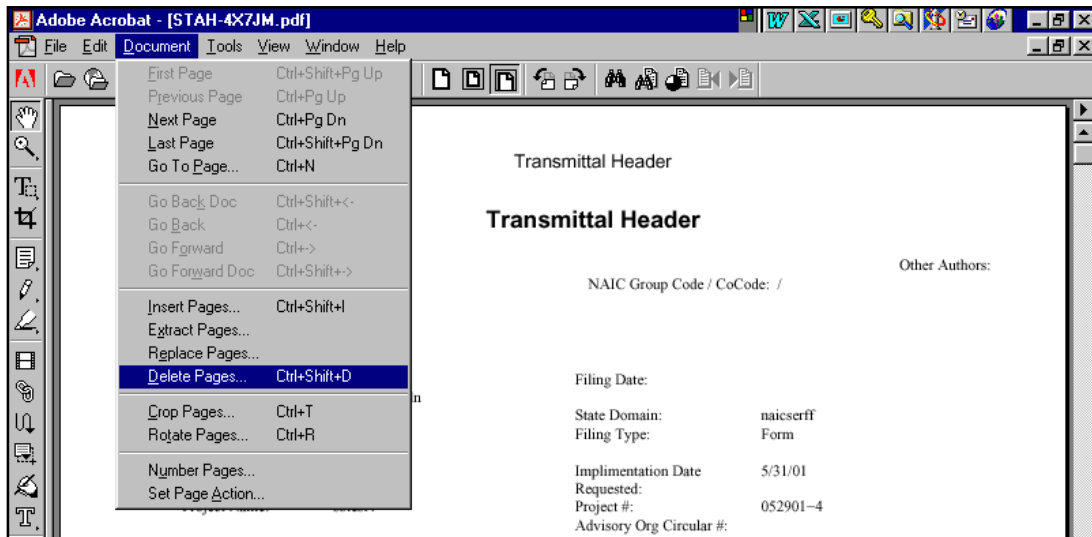 Adobe Acrobat - [STAH-4X7JM.pdf]
File Edit Document Tools View Window Help
First Page Ctrl+Shift+Pg Up
Previous Page Ctrl+Pg Up
Next Page Ctrl+Pg Dn
Last Page Ctrl+Shift+Pg Dn
Go To Page... Ctrl+N
Go Back Doc Ctrl+Shift+<-
Go Back Ctrl+<-
Go Forward Ctrl+->
Go Forward Doc Ctrl+Shift+->
Insert Pages... Ctrl+Shift+I
Extract Pages...
Replace Pages...
Delete Pages... Ctrl+Shift+D
Crop Pages... Ctrl+T
Rotate Pages... Ctrl+R
Number Pages...
Set Page Action...
Transmittal Header
Transmittal Header
Other Authors:
NAIC Group Code / CoCode: /
Filing Date:
State Domain: naicserff
Filing Type: Form
Implimentation Date 5/31/01
Requested:
Project #: 052901-4
Advisory Org Circular #: